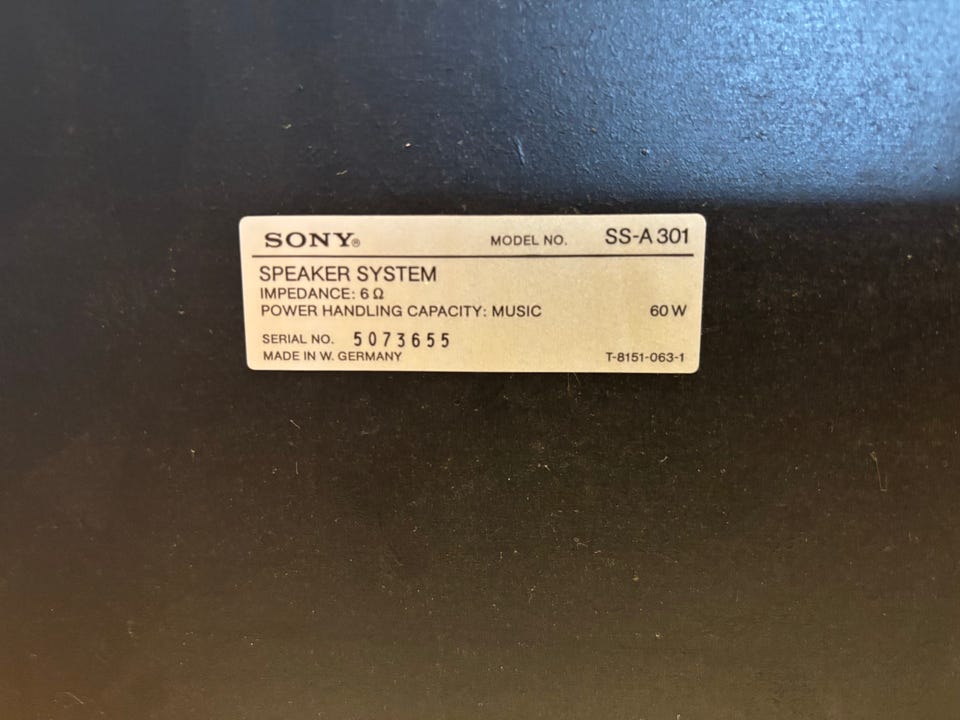 SONY® MODEL NO. SS-A 301
SPEAKER SYSTEM
IMPEDANCE: 6 Ω
POWER HANDLING CAPACITY: MUSIC 60 W
SERIAL NO. 5073655
MADE IN W. GERMANY T-8151-063-1